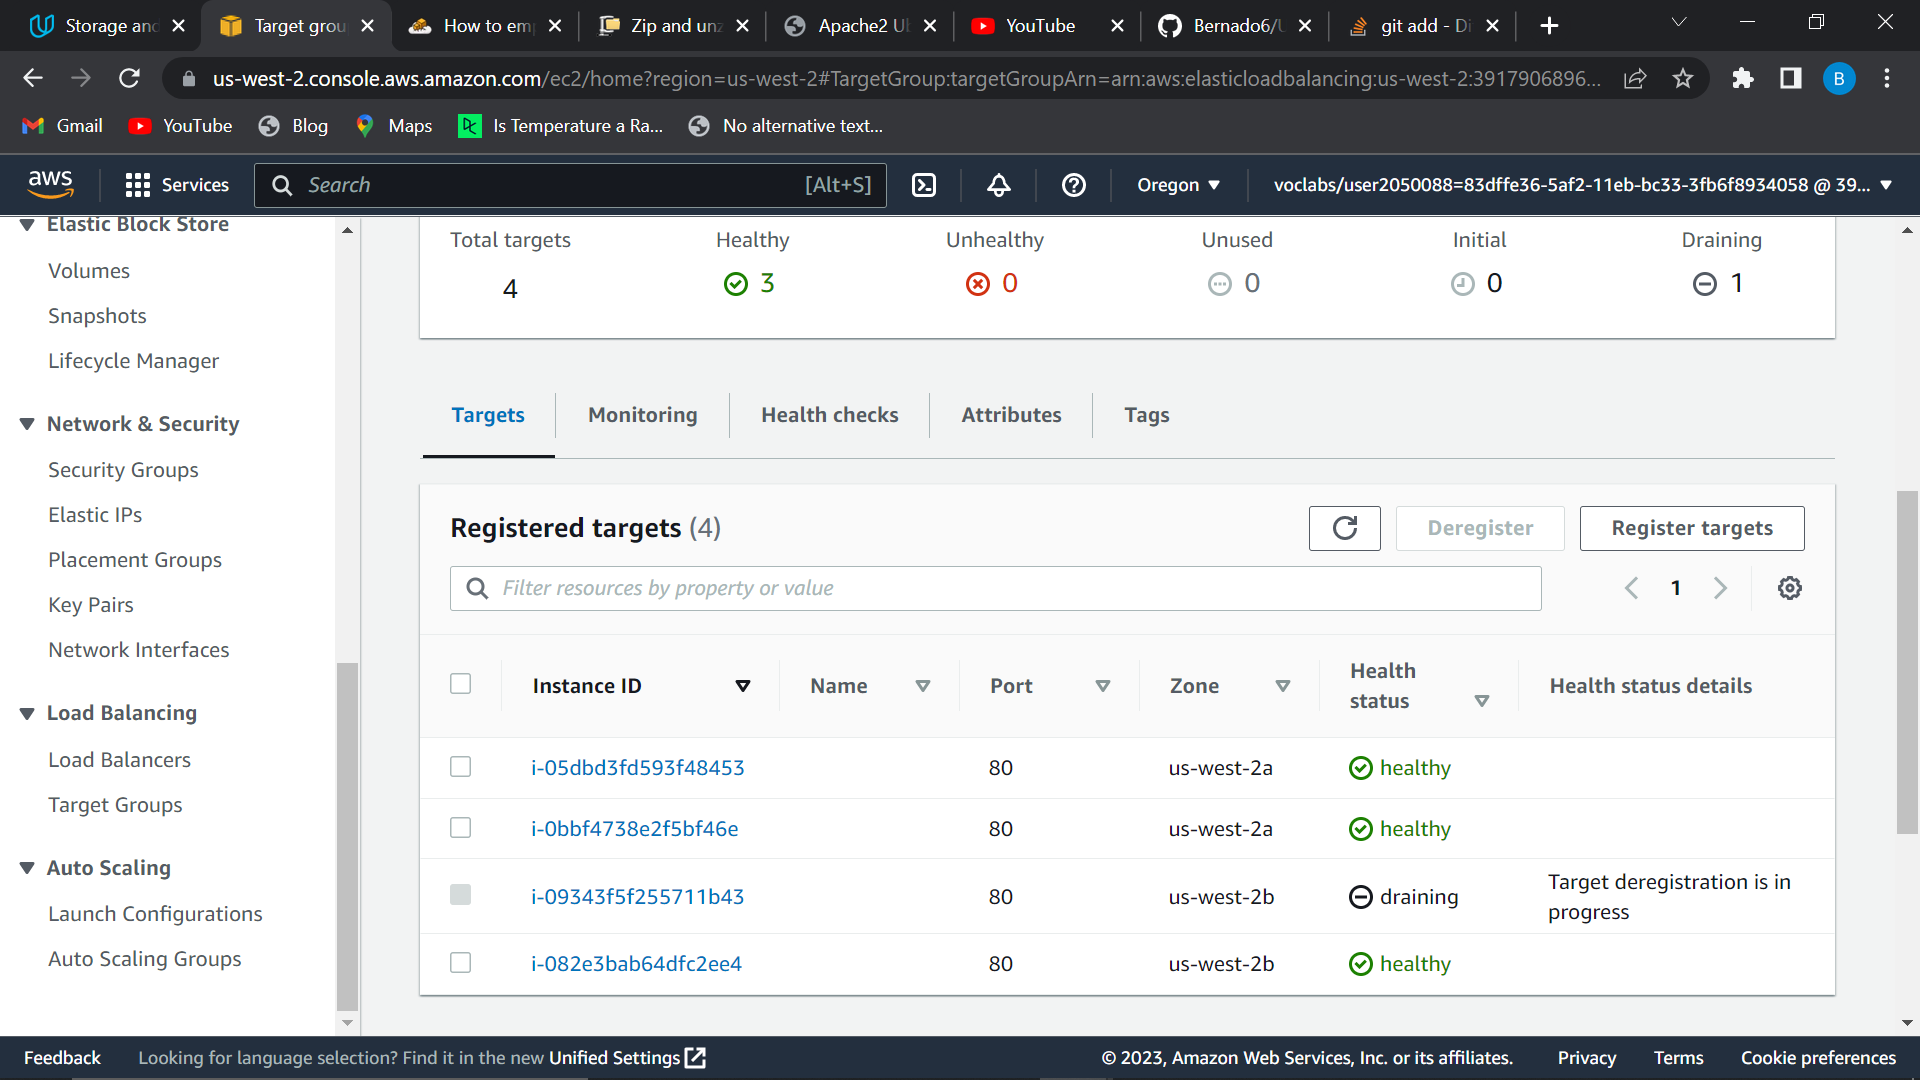 Storage and
Target grou
How to em
Zip and unz
Apache2 Ub
YouTube
Bernado6/U
git add - Di
us-west-2.console.aws.amazon.com/ec2/home?region=us-west-2#TargetGroup:targetGroupArn=arn:aws:elasticloadbalancing:us-west-2:3917906896...
B
Gmail
YouTube
Blog
Maps
Is Temperature a Ra...
No alternative text...
aws
Services
Search
[Alt+S]
Oregon
voclabs/user2050088=83dffe36-5af2-11eb-bc33-3fb6f8934058 @ 39...
Elastic Block Store
Volumes
Snapshots
Lifecycle Manager
Network & Security
Security Groups
Elastic IPs
Placement Groups
Key Pairs
Network Interfaces
Load Balancing
Load Balancers
Target Groups
Auto Scaling
Launch Configurations
Auto Scaling Groups
Total targets
4
Healthy
3
Unhealthy
0
Unused
0
Initial
0
Draining
1
Targets
Monitoring
Health checks
Attributes
Tags
Registered targets (4)
Deregister
Register targets
Filter resources by property or value
1
Instance ID
Name
Port
Zone
Health status
Health status details
i-05dbd3fd593f48453 80 us-west-2a healthy
i-0bbf4738e2f5bf46e 80 us-west-2a healthy
i-09343f5f255711b43 80 us-west-2b draining Target deregistration is in progress
i-082e3bab64dfc2ee4 80 us-west-2b healthy
Feedback
Looking for language selection? Find it in the new Unified Settings
© 2023, Amazon Web Services, Inc. or its affiliates.
Privacy
Terms
Cookie preferences